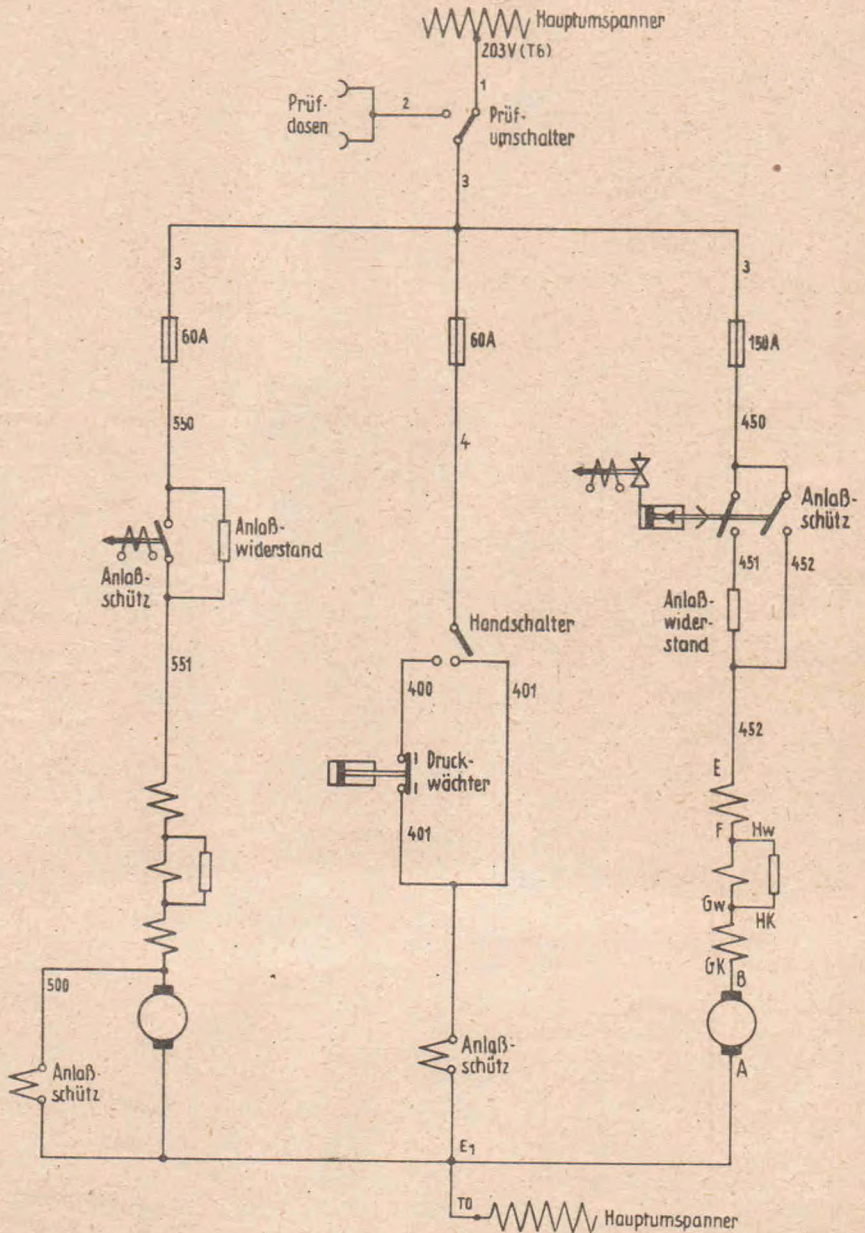 Hauptumspanner
203V(T6)
1
Prüf-
dosen
2
Prüf-
umschalter
3
3
3
60A
60A
150A
550
4
450
Anlaß-
widerstand
Anlaß-
schütz
Anlaß-
schütz
451
452
Anlaß-
wider-
stand
Handschalter
551
400
401
452
Druck-
wächter
401
E
F
Hw
Gw
HK
GK
B
500
Anlaß-
schütz
Anlaß-
schütz
A
E1
T0
Hauptumspanner